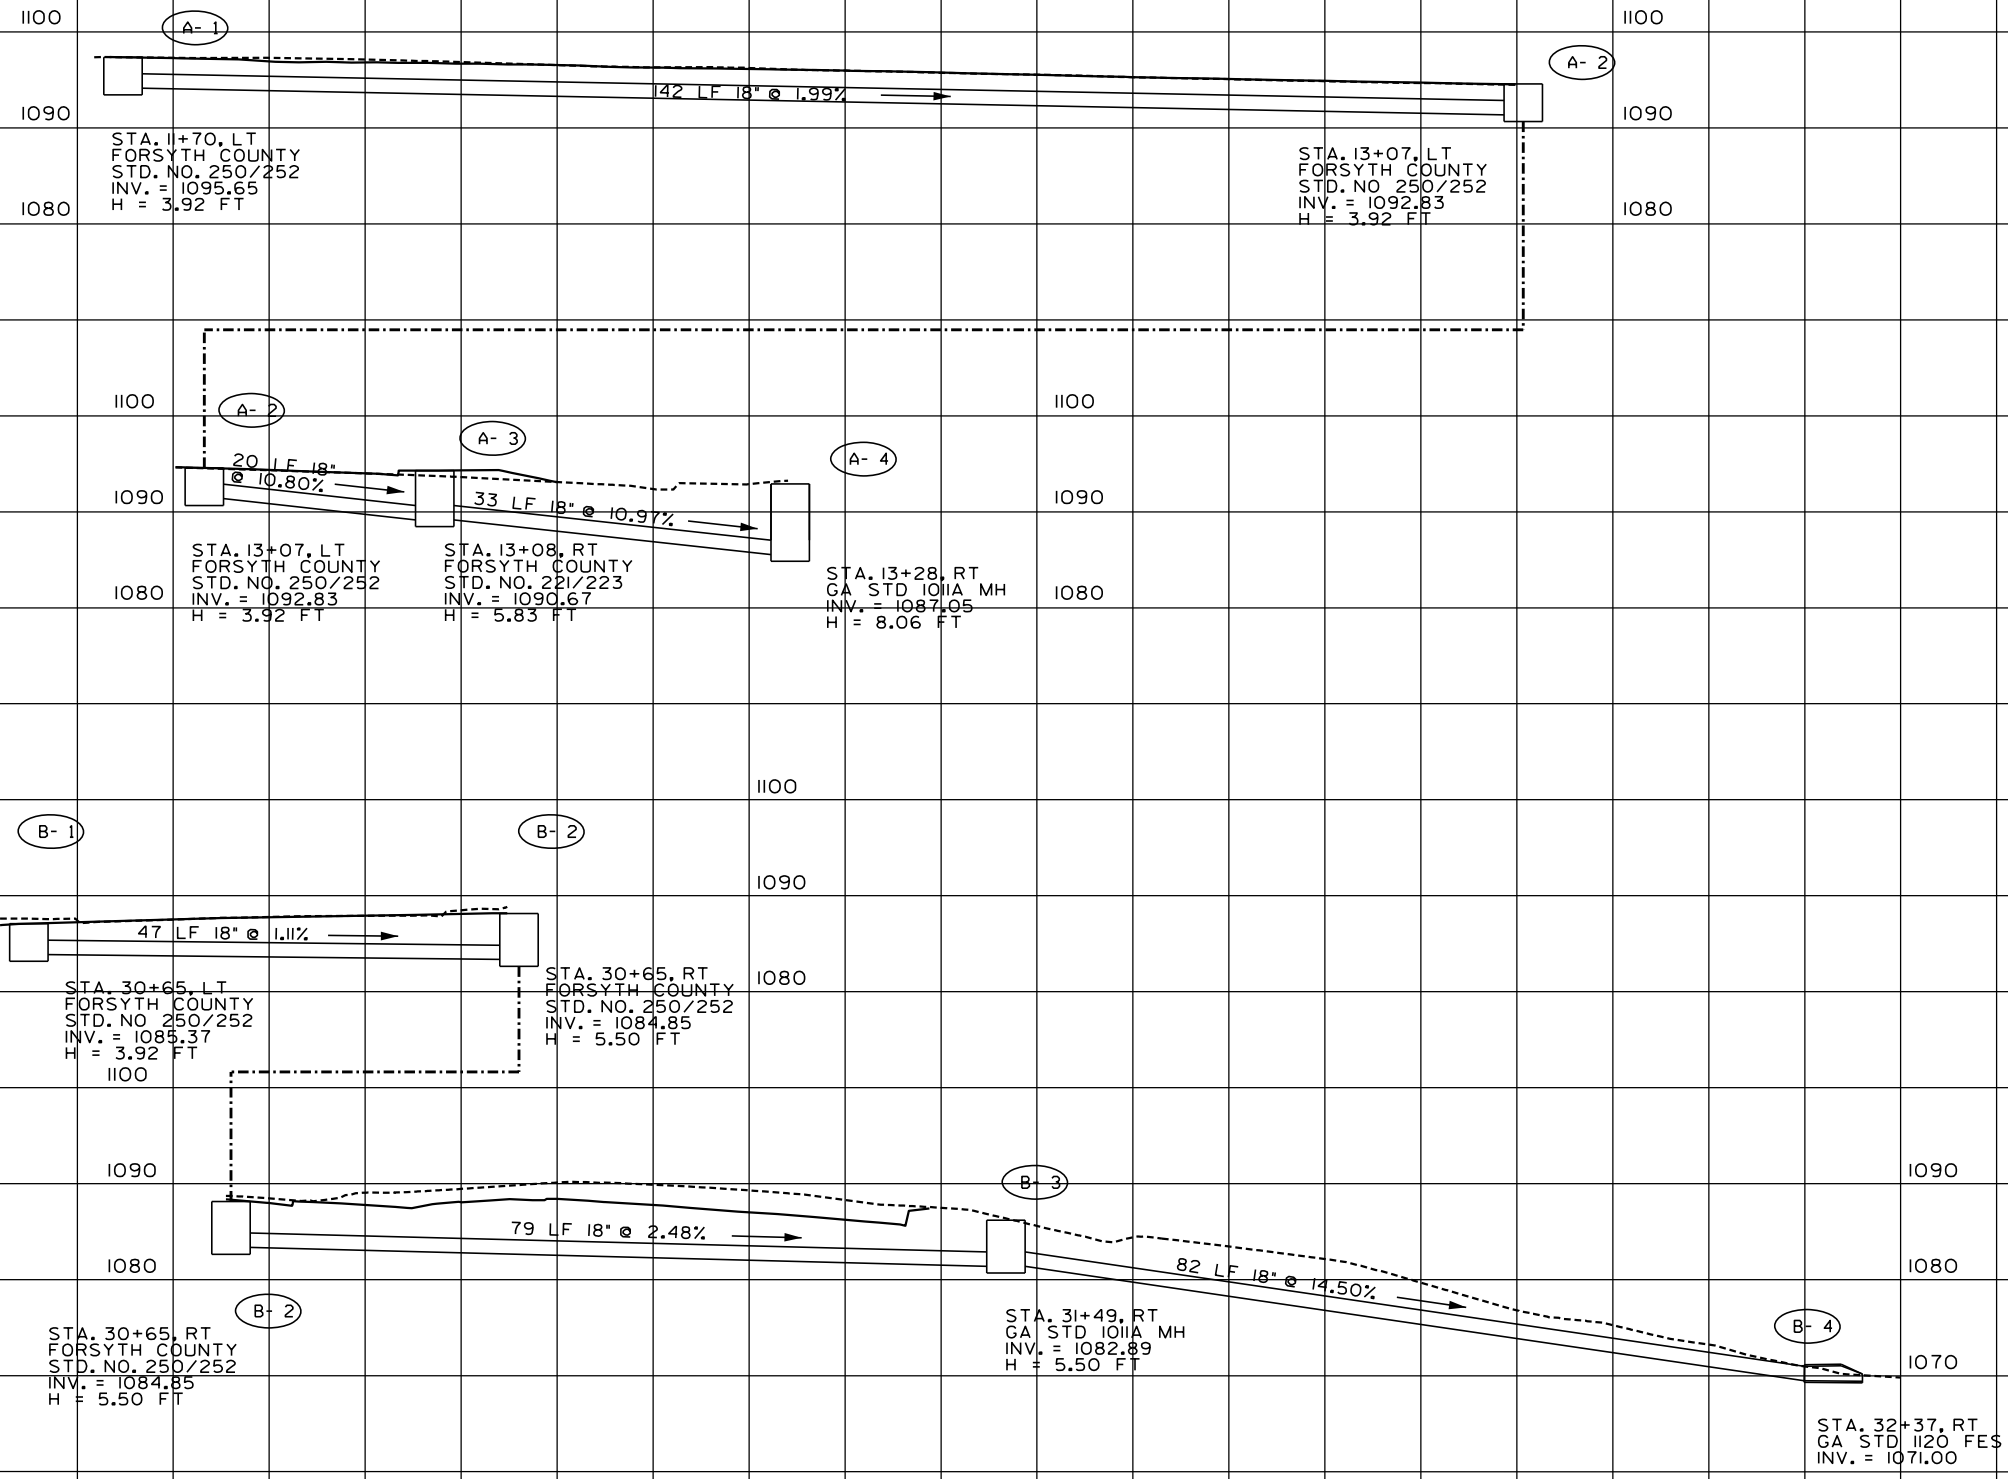 1100
A- 1
1100
A- 2
142 LF 18" @ 1.99%
1090
1090
STA. 11+70, LT
FORSYTH COUNTY
STD. NO. 250/252
INV. = 1095.65
H = 3.92 FT
STA. 13+07, LT
FORSYTH COUNTY
STD. NO 250/252
INV. = 1092.83
H = 3.92 FT
1080
1080
1100
A- 2
1100
A- 3
A- 4
20 LF 18"
@ 10.80%
1090
33 LF 18" @ 10.97%
1090
STA. 13+07, LT
FORSYTH COUNTY
STD. NO. 250/252
INV. = 1092.83
H = 3.92 FT
STA. 13+08, RT
FORSYTH COUNTY
STD. NO. 221/223
INV. = 1090.67
H = 5.83 FT
STA. 13+28, RT
GA STD 1011A MH
INV. = 1087.05
H = 8.06 FT
1080
1080
1100
B- 1
B- 2
1090
47 LF 18" @ 1.11%
STA. 30+65, LT
FORSYTH COUNTY
STD. NO 250/252
INV. = 1085.37
H = 3.92 FT
STA. 30+65, RT
FORSYTH COUNTY
STD. NO. 250/252
INV. = 1084.85
H = 5.50 FT
1080
1100
1090
B- 3
1090
79 LF 18" @ 2.48%
1080
82 LF 18" @ 14.50%
1080
B- 2
STA. 30+65, RT
FORSYTH COUNTY
STD. NO. 250/252
INV. = 1084.85
H = 5.50 FT
STA. 31+49, RT
GA STD 1011A MH
INV. = 1082.89
H = 5.50 FT
B- 4
1070
STA. 32+37, RT
GA STD 1120 FES
INV. = 1071.00